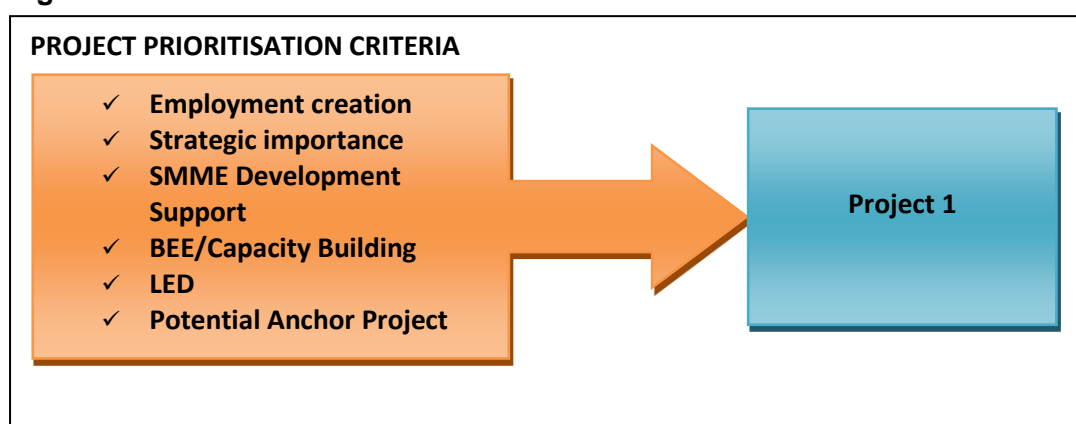 PROJECT PRIORITISATION CRITERIA
✓ Employment creation
✓ Strategic importance
✓ SMME Development
Support
✓ BEE/Capacity Building
✓ LED
✓ Potential Anchor Project
Project 1